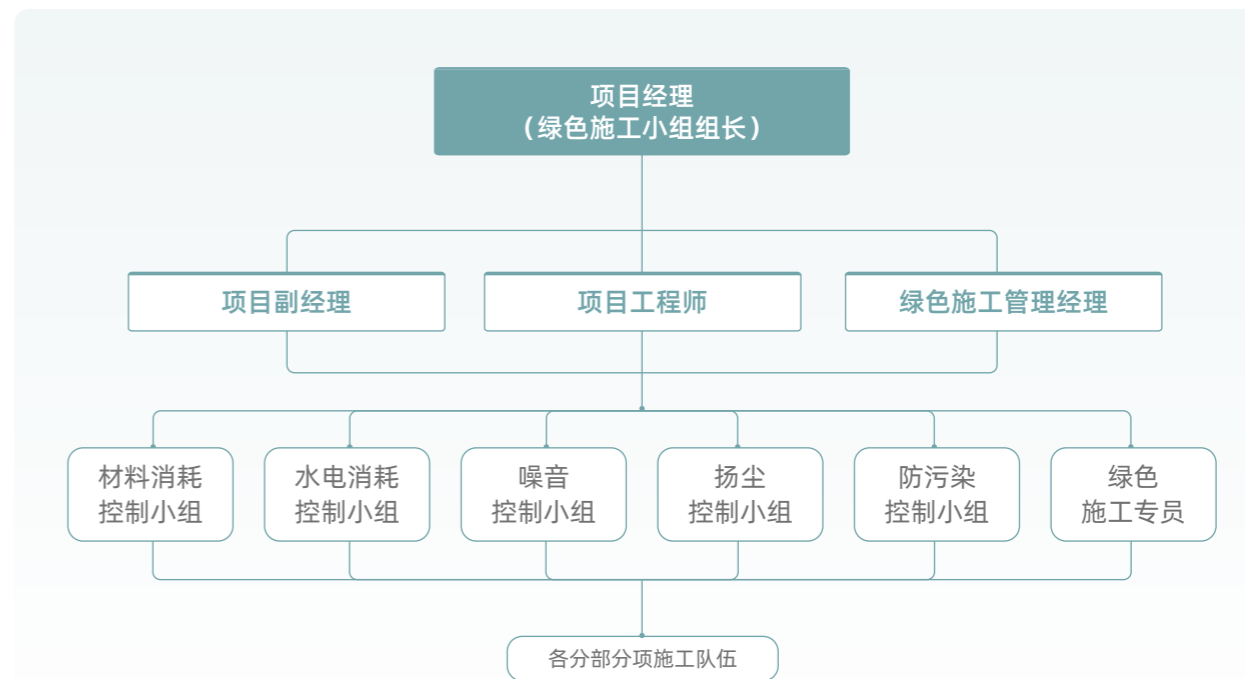 项目经理
（绿色施工小组组长）
项目副经理
项目工程师
绿色施工管理经理
材料消耗
控制小组
水电消耗
控制小组
噪音
控制小组
扬尘
控制小组
防污染
控制小组
绿色
施工专员
各分部分项施工队伍